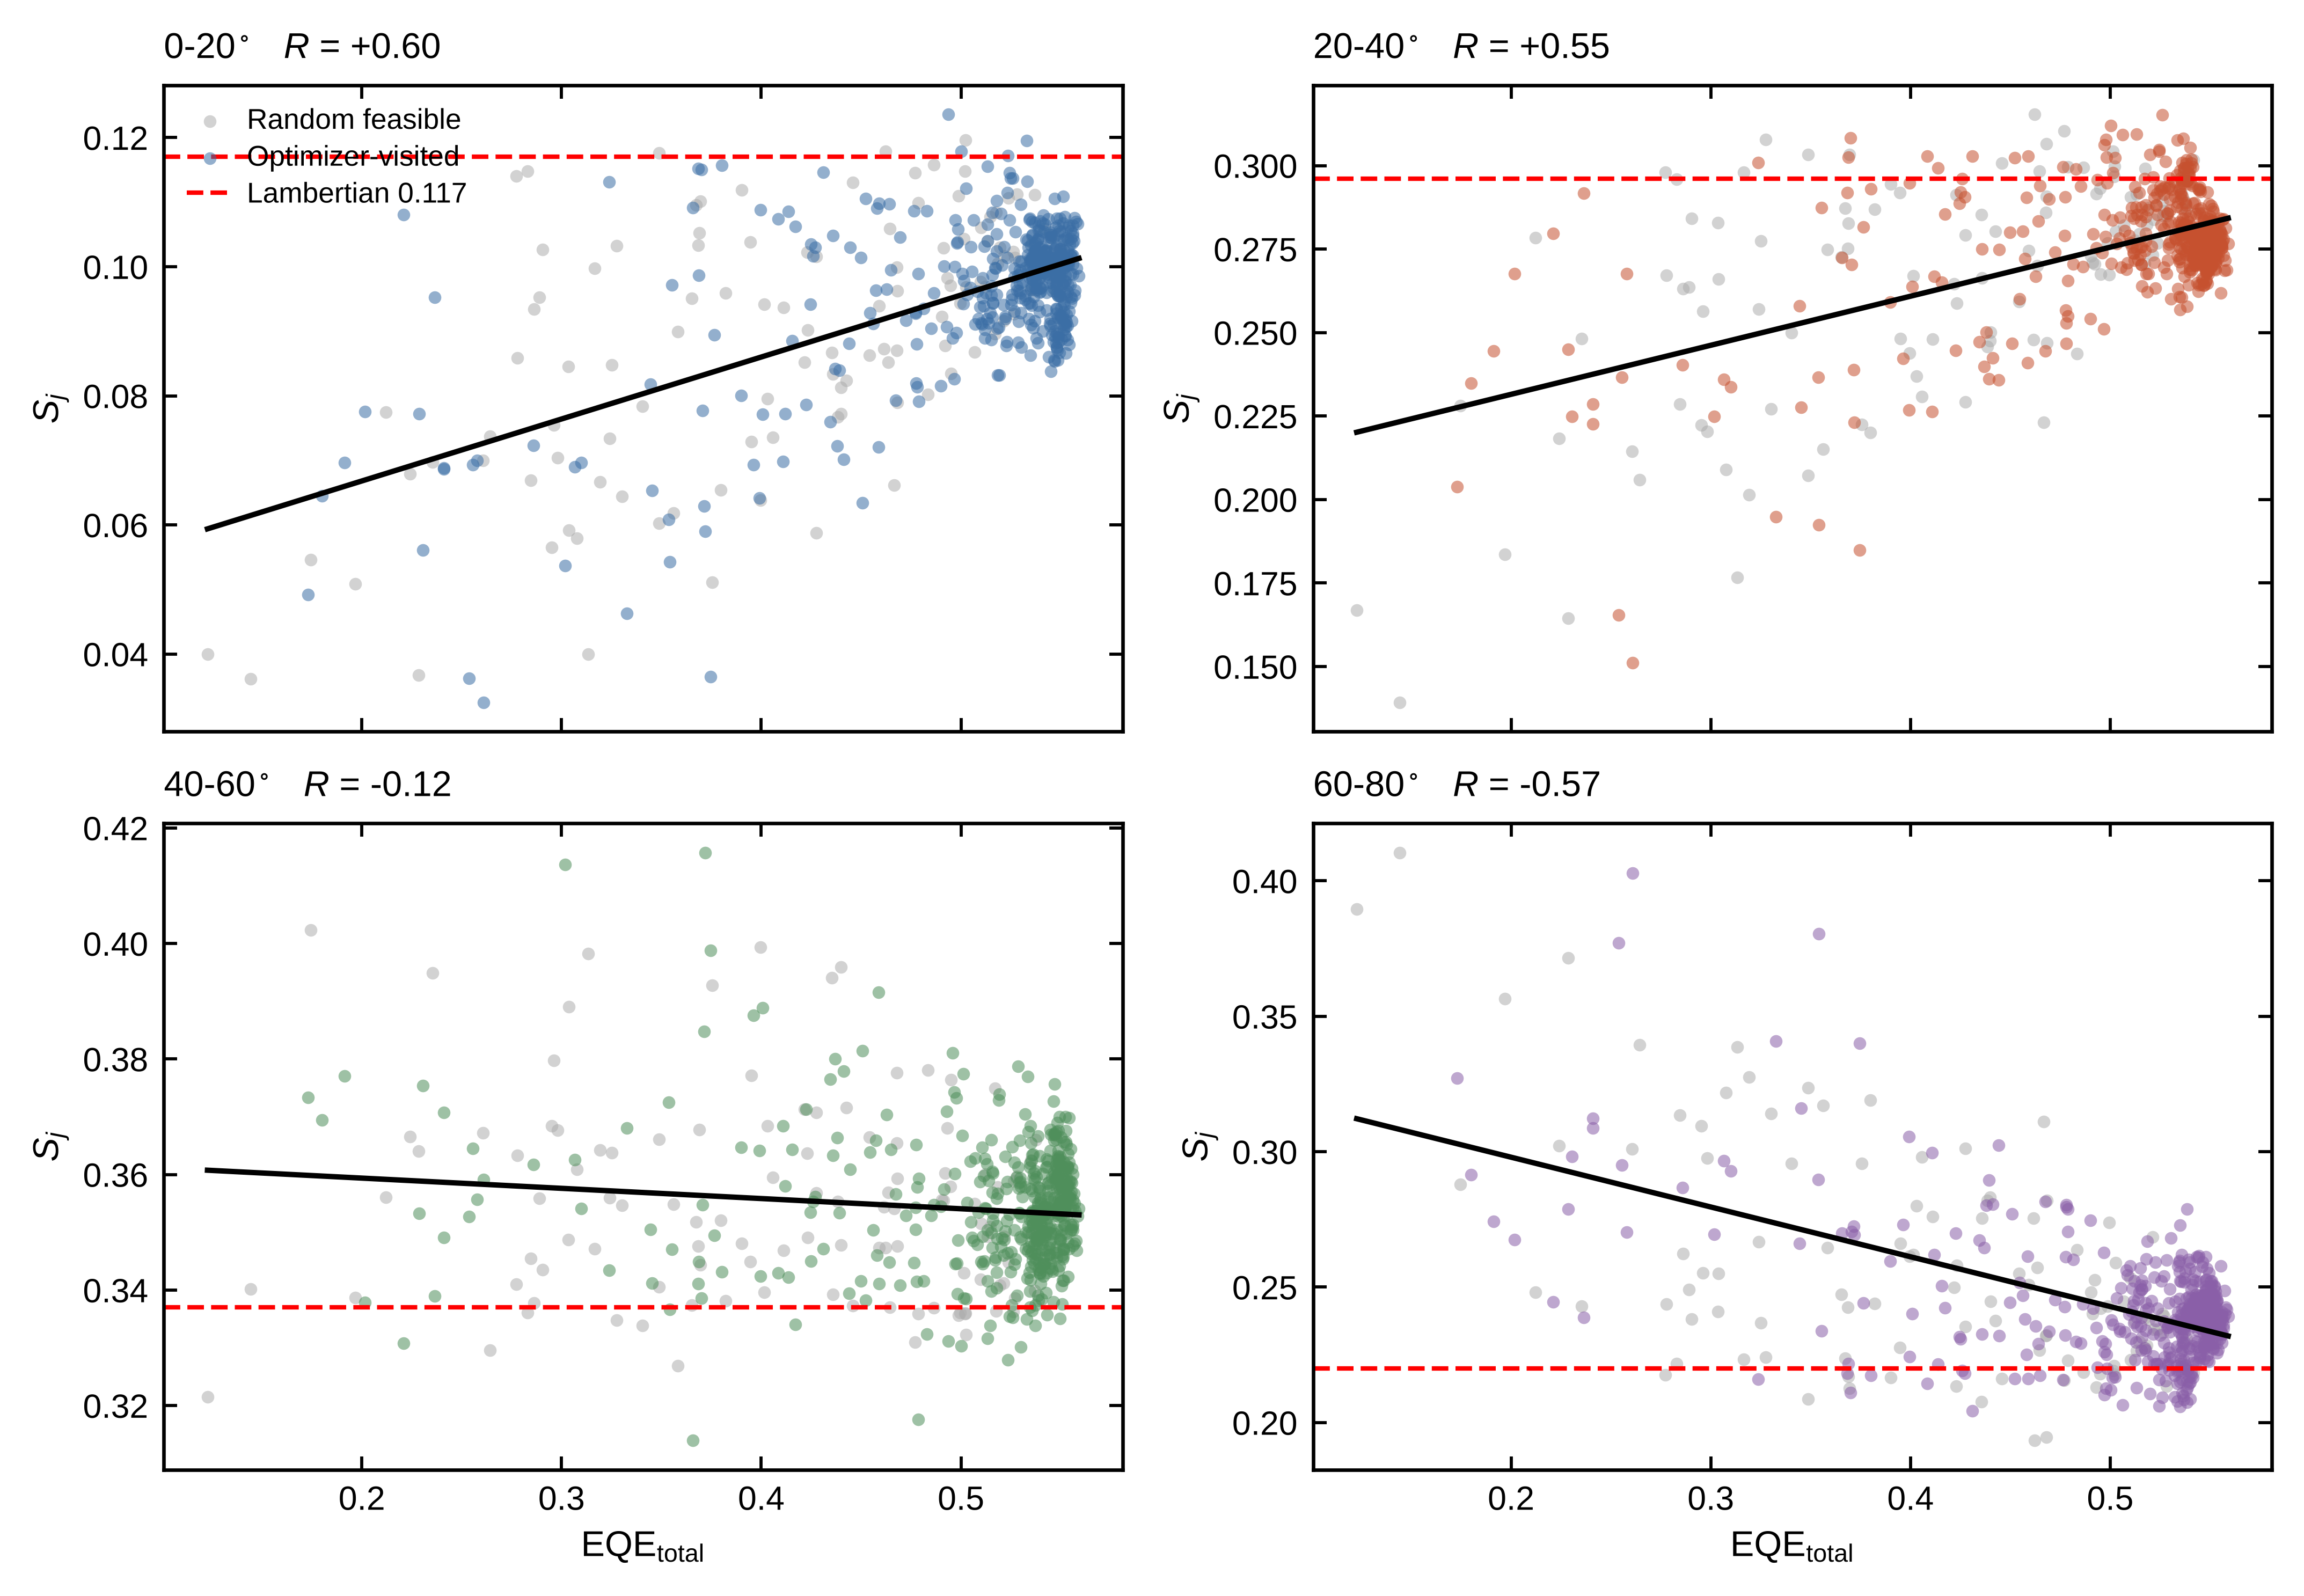 0-20° R = +0.60
0.12
0.10
0.08
0.06
0.04
S_j
Random feasible
Optimizer-visited
Lambertian 0.117
20-40° R = +0.55
0.300
0.275
0.250
0.225
0.200
0.175
0.150
S_j
40-60° R = -0.12
0.42
0.40
0.38
0.36
0.34
0.32
S_j
0.2 0.3 0.4 0.5
EQE_total
60-80° R = -0.57
0.40
0.35
0.30
0.25
0.20
S_j
0.2 0.3 0.4 0.5
EQE_total